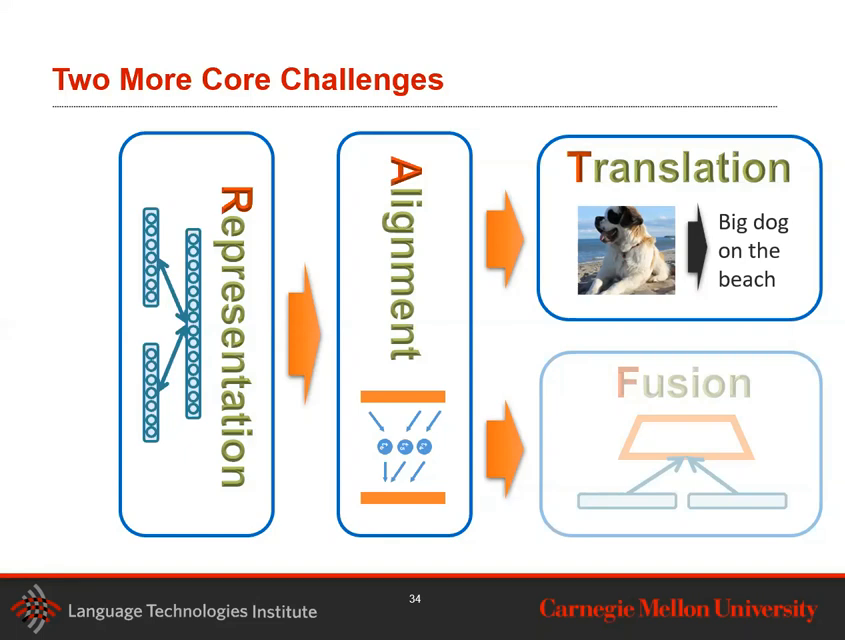 Two More Core Challenges
Representation
Alignment
Translation
Big dog
on the
beach
Fusion
Language Technologies Institute
34
Carnegie Mellon University